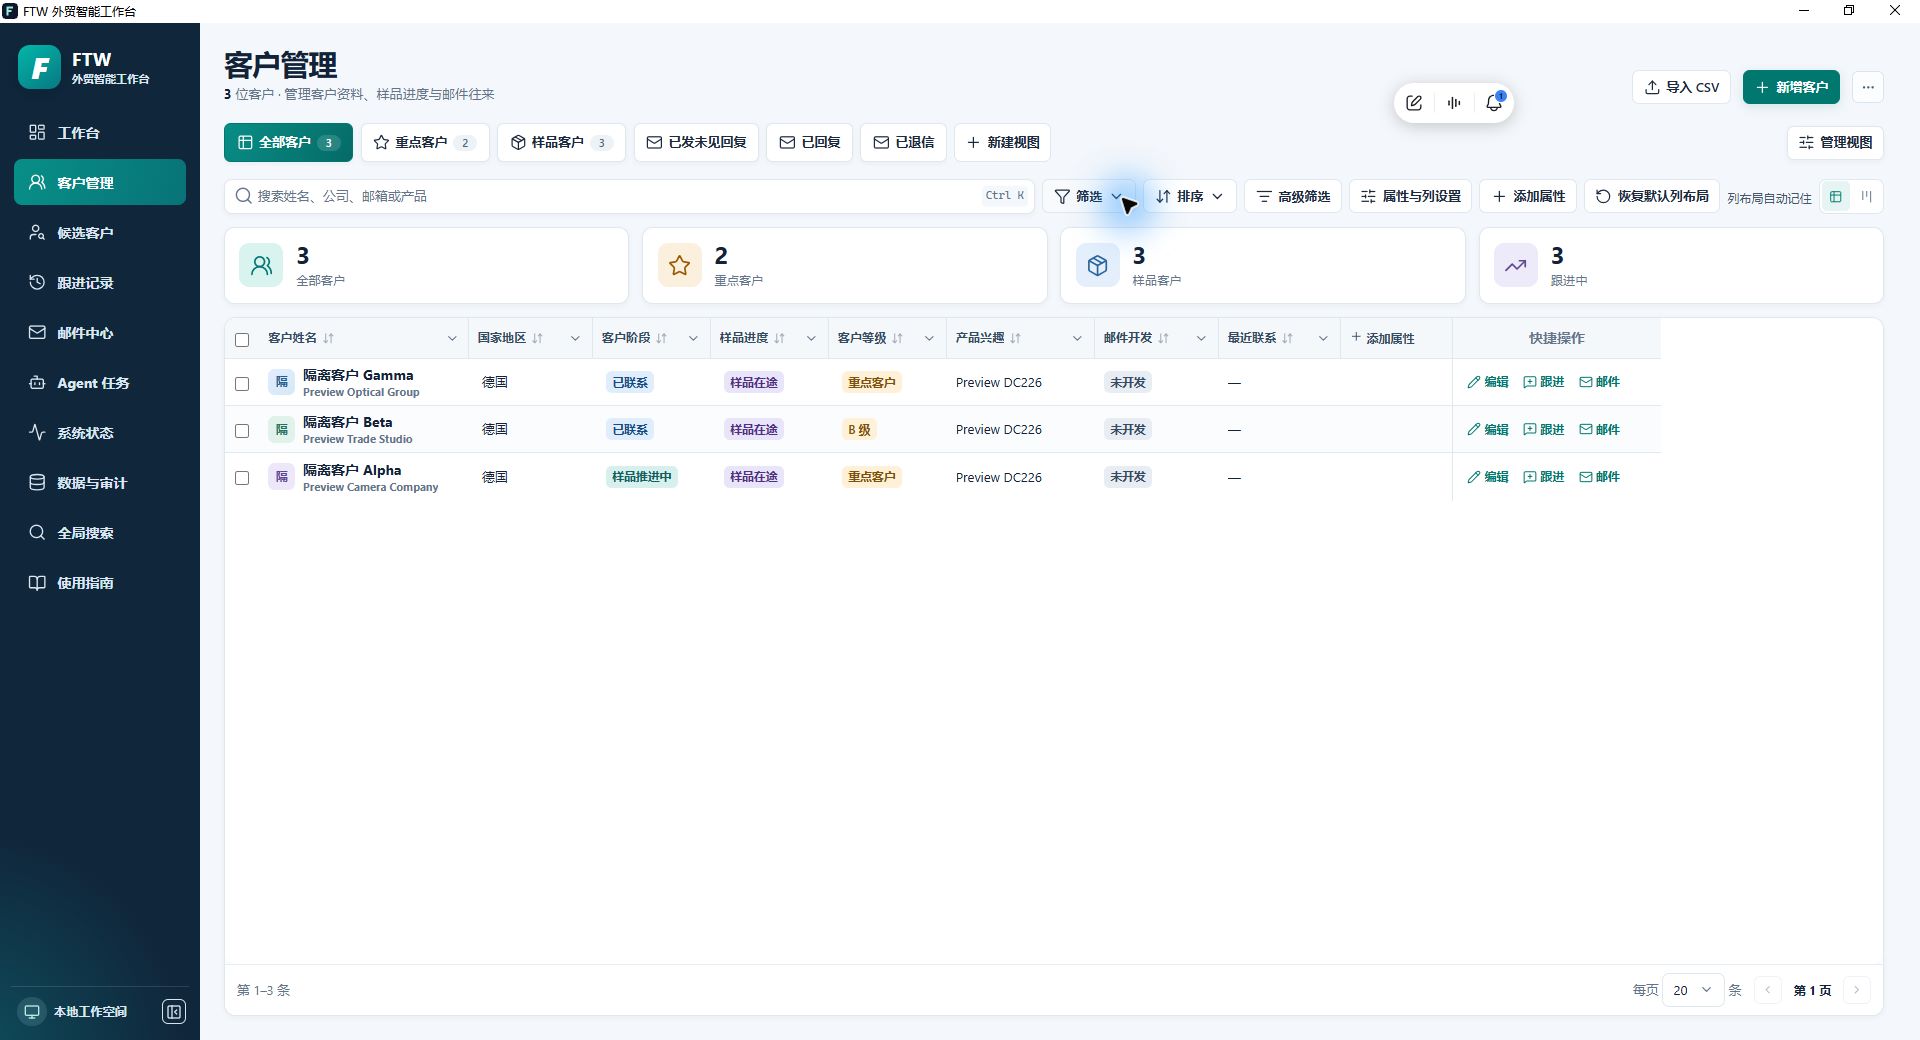 FTW 外贸智能工作台
FTW
外贸智能工作台
工作台
客户管理
候选客户
跟进记录
邮件中心
Agent 任务
系统状态
数据与审计
全局搜索
使用指南
本地工作空间
客户管理
3 位客户 · 管理客户资料、样品进度与邮件往来
1
导入 CSV
新增客户
全部客户 3
重点客户 2
样品客户 3
已发未见回复
已回复
已退信
新建视图
管理视图
搜索姓名、公司、邮箱或产品 Ctrl K
筛选
排序
高级筛选
属性与列设置
添加属性
恢复默认列布局
列布局自动记住
3
全部客户
2
重点客户
3
样品客户
3
跟进中
客户姓名 国家地区 客户阶段 样品进度 客户等级 产品兴趣 邮件开发 最近联系 添加属性 快捷操作
隔 隔离客户 Gamma 德国 已联系 样品在途 重点客户 Preview DC226 未开发 — 编辑 跟进 邮件
Preview Optical Group
隔 隔离客户 Beta 德国 已联系 样品在途 B 级 Preview DC226 未开发 — 编辑 跟进 邮件
Preview Trade Studio
隔 隔离客户 Alpha 德国 样品推进中 样品在途 重点客户 Preview DC226 未开发 — 编辑 跟进 邮件
Preview Camera Company
第 1–3 条
每页 20 条
第 1 页